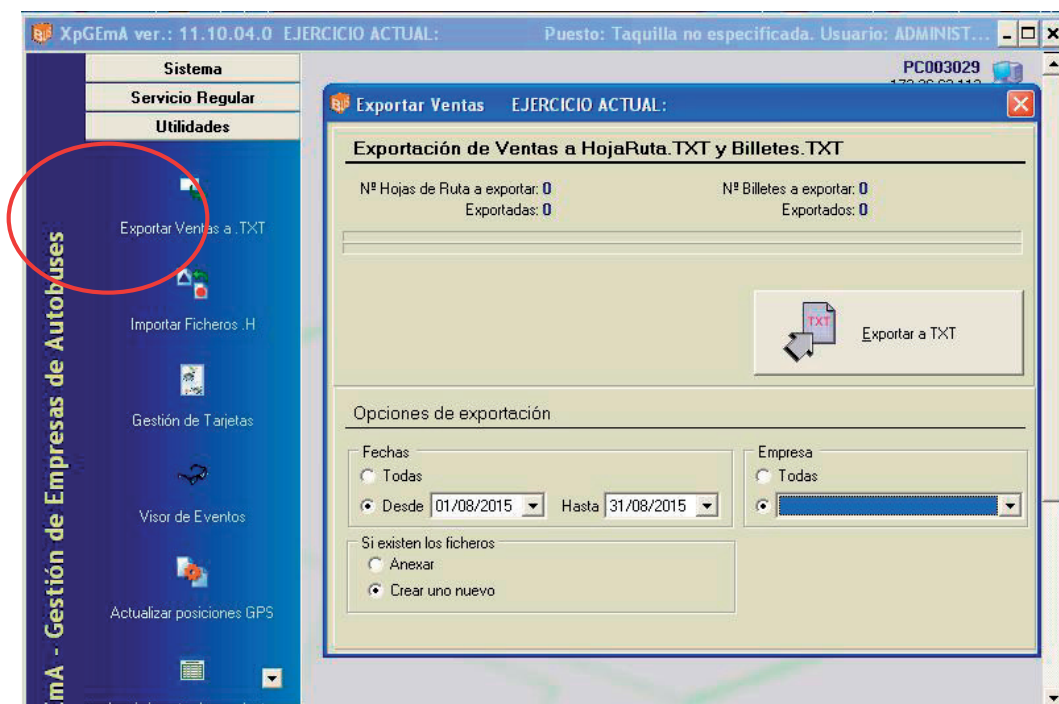 XpGEmA ver.: 11.10.04.0 EJERCICIO ACTUAL: Puesto: Taquilla no especificada. Usuario: ADMINIST...
Sistema
Servicio Regular
Utilidades
Exportar Ventas a .TXT
Importar Ficheros .H
Gestión de Tarjetas
Visor de Eventos
Actualizar posiciones GPS
EmA - Gestión de Empresas de Autobuses
PC003029
Exportar Ventas EJERCICIO ACTUAL:
Exportación de Ventas a HojaRuta.TXT y Billetes.TXT
Nº Hojas de Ruta a exportar: 0 Nº Billetes a exportar: 0
Exportadas: 0 Exportados: 0
TXT
Exportar a TXT
Opciones de exportación
Fechas
Todas
Desde 01/08/2015 Hasta 31/08/2015
Empresa
Todas
Si existen los ficheros
Anexar
Crear uno nuevo